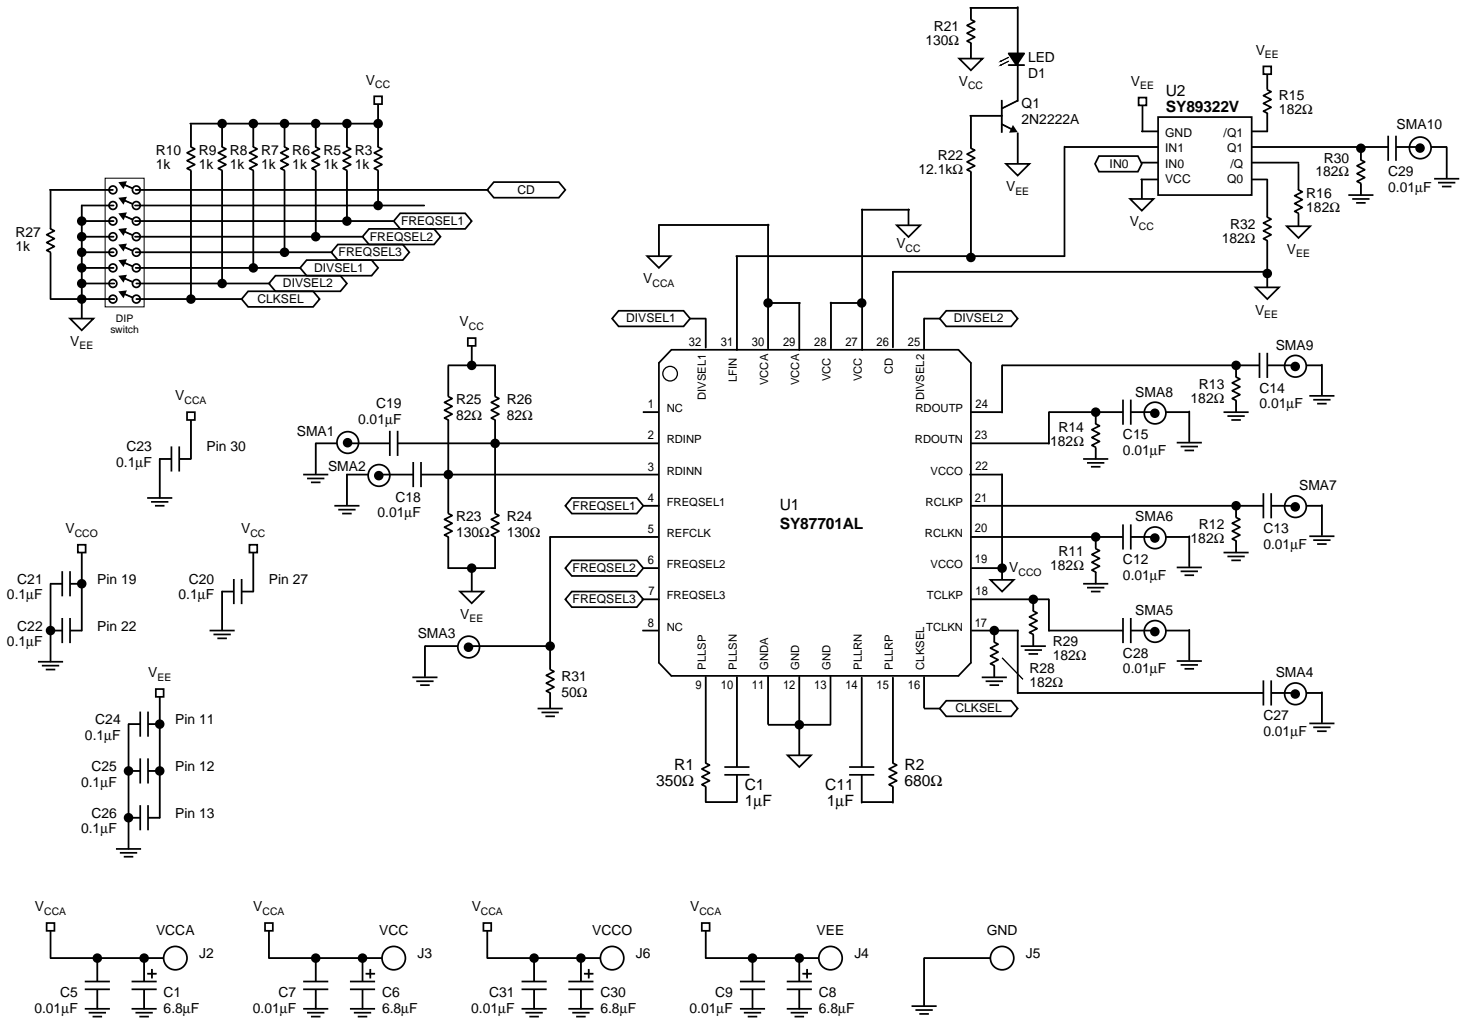 R21
130Ω
VCC
LED
D1
Q1
2N2222A
VEE
R22
12.1kΩ
VEE
U2
SY89322V
GND
IN1
IN0
VCC
/Q1
Q1
/Q
Q0
IN0
VCC
VEE
R15
182Ω
SMA10
R30
182Ω
C29
0.01µF
R16
182Ω
VEE
R32
182Ω
VEE
VCC
R10
1k
R9
1k
R8
1k
R7
1k
R6
1k
R5
1k
R3
1k
CD
FREQSEL1
FREQSEL2
FREQSEL3
DIVSEL1
DIVSEL2
CLKSEL
R27
1k
DIP
switch
VEE
VCCA
VCC
DIVSEL1
DIVSEL2
32
31
30
29
28
27
26
25
DIVSEL1
LFIN
VCCA
VCCA
VCC
VCC
CD
DIVSEL2
VCC
R25
82Ω
R26
82Ω
C19
0.01µF
SMA1
SMA2
C18
0.01µF
R23
130Ω
R24
130Ω
VEE
FREQSEL1
FREQSEL2
FREQSEL3
SMA3
R31
50Ω
1
NC
2
RDINP
3
RDINN
4
FREQSEL1
5
REFCLK
6
FREQSEL2
7
FREQSEL3
8
NC
U1
SY87701AL
RDOUTP
24
RDOUTN
23
VCCO
22
RCLKP
21
RCLKN
20
VCCO
19
TCLKP
18
TCLKN
17
PLLSP
PLLSN
GNDA
GND
GND
PLLRN
PLLRP
CLKSEL
9
10
11
12
13
14
15
16
CLKSEL
R1
350Ω
C1
1µF
C11
1µF
R2
680Ω
SMA9
R13
182Ω
C14
0.01µF
SMA8
R14
182Ω
C15
0.01µF
SMA7
R12
182Ω
C13
0.01µF
SMA6
R11
182Ω
C12
0.01µF
VCCO
SMA5
R29
182Ω
C28
0.01µF
R28
182Ω
SMA4
C27
0.01µF
VCCA
C23
0.1µF
Pin 30
VCCO
C21
0.1µF
Pin 19
C22
0.1µF
Pin 22
VCC
C20
0.1µF
Pin 27
VEE
C24
0.1µF
Pin 11
C25
0.1µF
Pin 12
C26
0.1µF
Pin 13
VCCA
VCCA
J2
C5
0.01µF
+
C1
6.8µF
VCCA
VCC
J3
C7
0.01µF
+
C6
6.8µF
VCCA
VCCO
J6
C31
0.01µF
+
C30
6.8µF
VCCA
VEE
J4
C9
0.01µF
+
C8
6.8µF
GND
J5